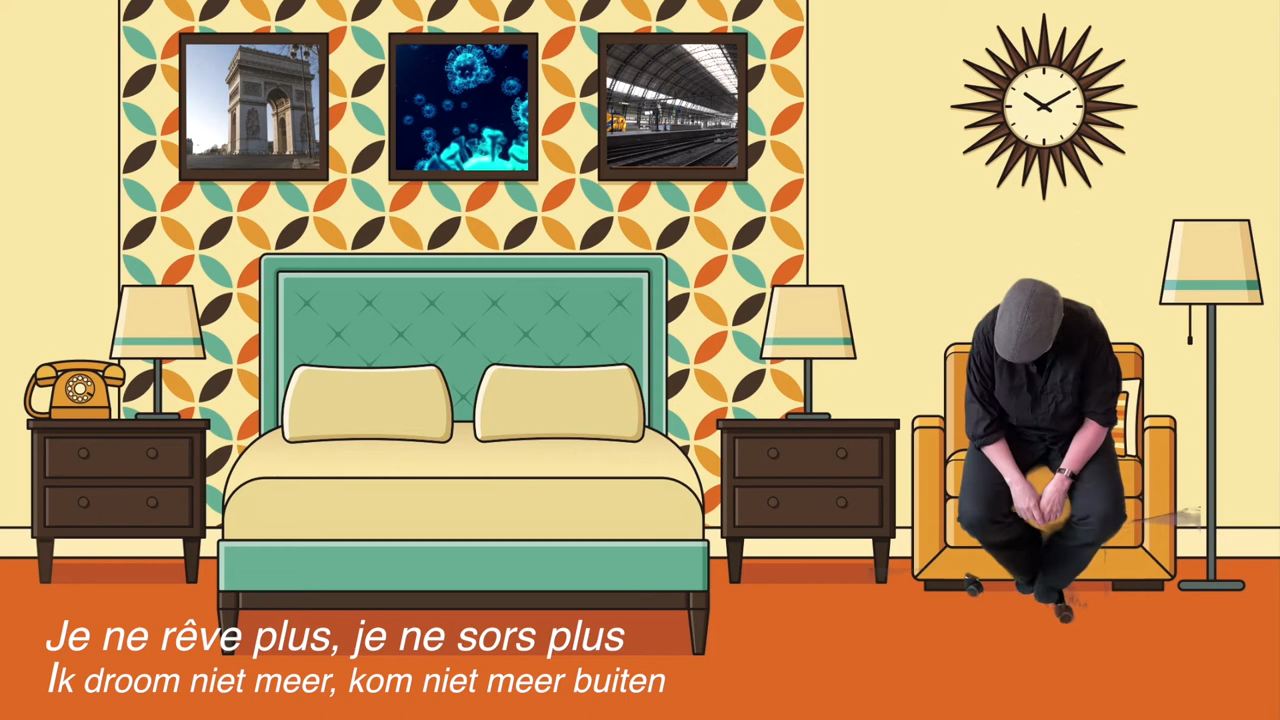 Je ne rêve plus, je ne sors plus
Ik droom niet meer, kom niet meer buiten